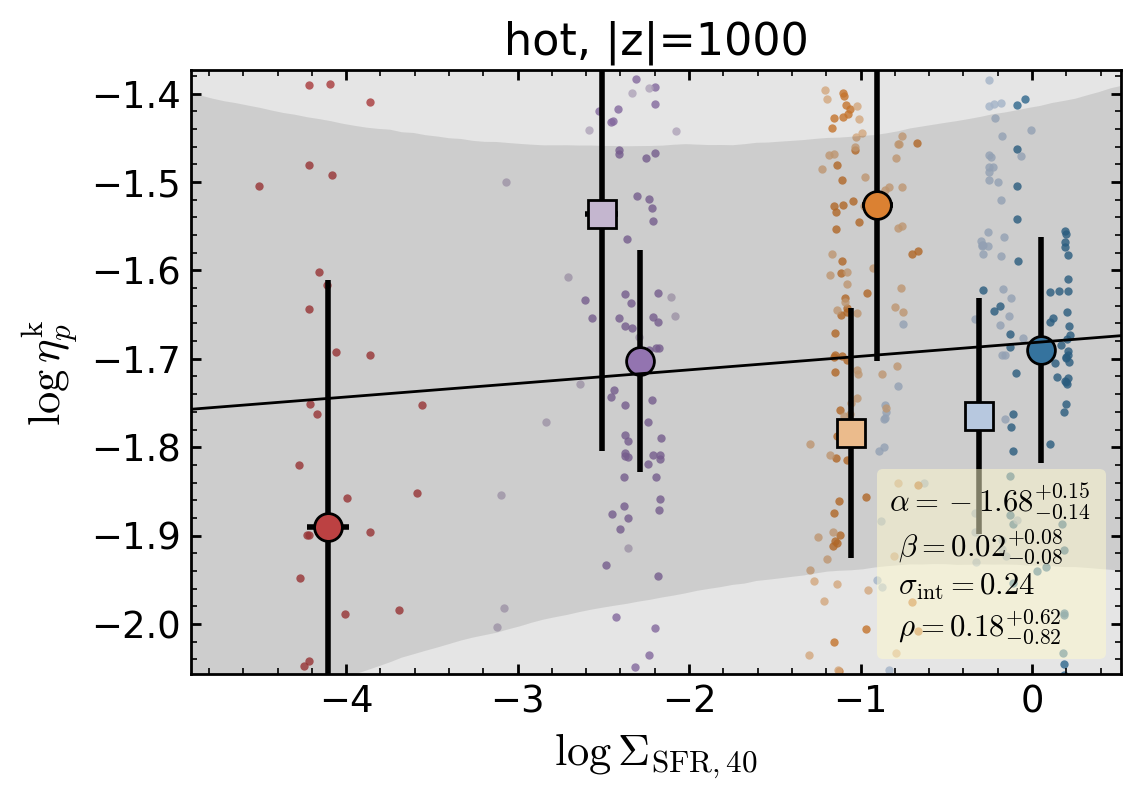 hot, |z|=1000
−1.4
−1.5
−1.6
−1.7
−1.8
−1.9
−2.0
log η_p^k
α = −1.68^{+0.15}_{−0.14}
β = 0.02^{+0.08}_{−0.08}
σ_int = 0.24
ρ = 0.18^{+0.62}_{−0.82}
−4 −3 −2 −1 0
log Σ_{SFR, 40}